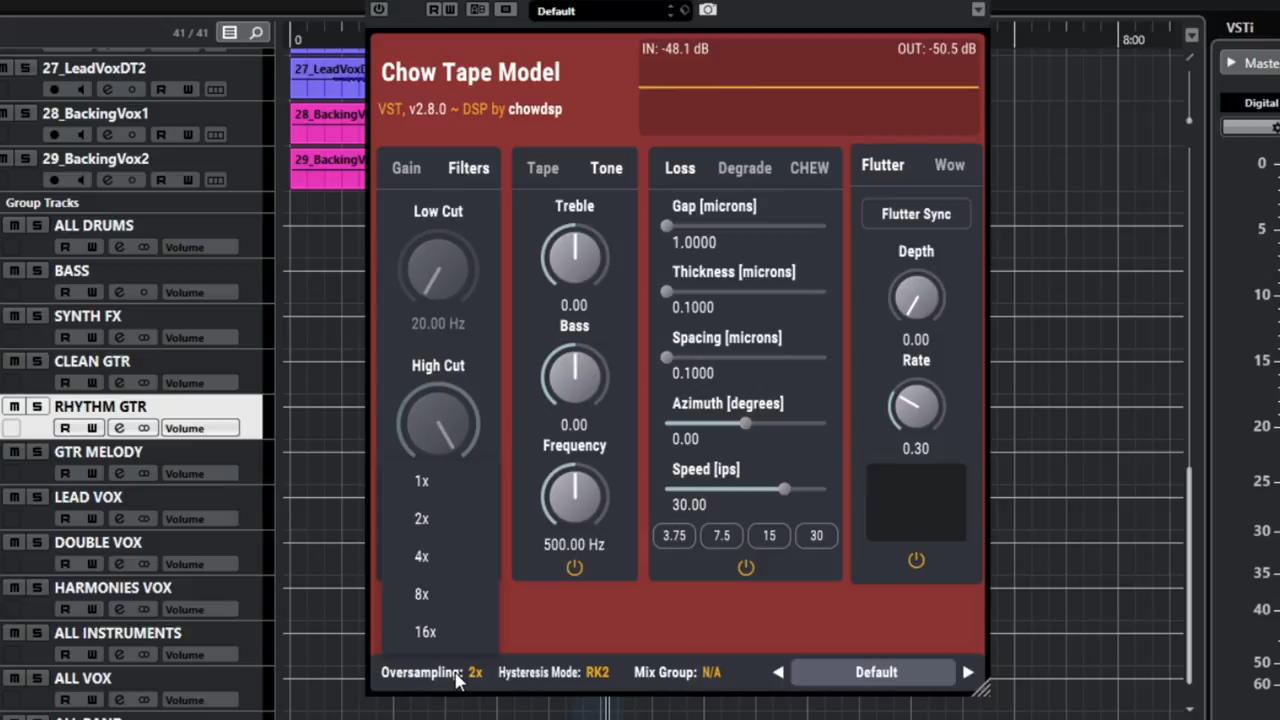 R W
Default
41 / 41
0
8:00
VSTi
27_LeadVoxDT2
27_LeadVoxD
R W
Maste
28_BackingVox1
28_BackingV
R W
Digital
29_BackingVox2
29_BackingV
R W
Group Tracks
m S ALL DRUMS
R W e Volume
m S BASS
R W e Volume
m S SYNTH FX
R W e Volume
m S CLEAN GTR
R W e Volume
m S RHYTHM GTR
R W e Volume
m S GTR MELODY
R W e Volume
m S LEAD VOX
R W e Volume
m S DOUBLE VOX
R W e Volume
m S HARMONIES VOX
R W e Volume
m S ALL INSTRUMENTS
R W e Volume
m S ALL VOX
R W e Volume
Chow Tape Model
VST, v2.8.0 ~ DSP by chowdsp
IN: -48.1 dB
OUT: -50.5 dB
Gain Filters
Low Cut
20.00 Hz
High Cut
1x
2x
4x
8x
16x
Tape Tone
Treble
0.00
Bass
0.00
Frequency
500.00 Hz
Loss Degrade CHEW
Gap [microns]
1.0000
Thickness [microns]
0.1000
Spacing [microns]
0.1000
Azimuth [degrees]
0.00
Speed [ips]
30.00
3.75 7.5 15 30
Flutter Wow
Flutter Sync
Depth
0.00
Rate
0.30
Oversampling: 2x Hysteresis Mode: RK2 Mix Group: N/A Default
0
5
10
15
20
25
30
35
40
50
60